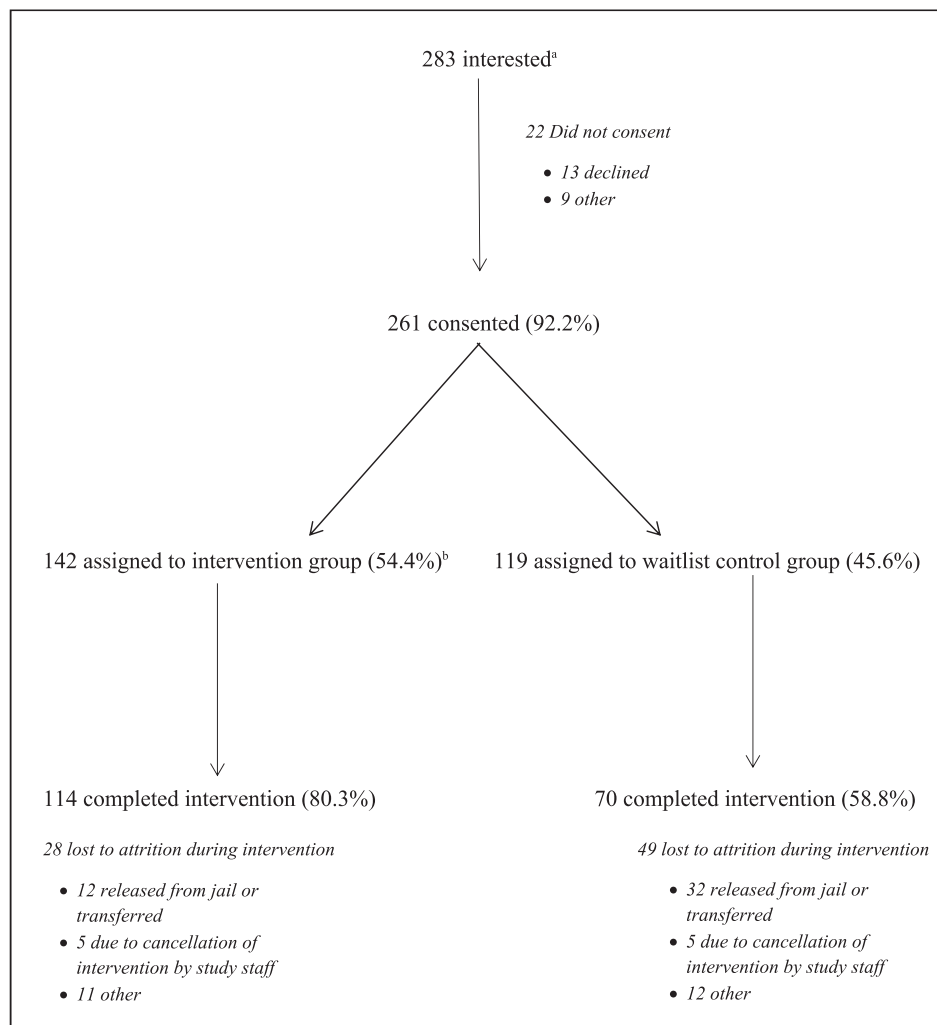 283 interestedᵃ
22 Did not consent
• 13 declined
• 9 other
261 consented (92.2%)
142 assigned to intervention group (54.4%)ᵇ
119 assigned to waitlist control group (45.6%)
114 completed intervention (80.3%)
28 lost to attrition during intervention
• 12 released from jail or
transferred
• 5 due to cancellation of
intervention by study staff
• 11 other
70 completed intervention (58.8%)
49 lost to attrition during intervention
• 32 released from jail or
transferred
• 5 due to cancellation of
intervention by study staff
• 12 other